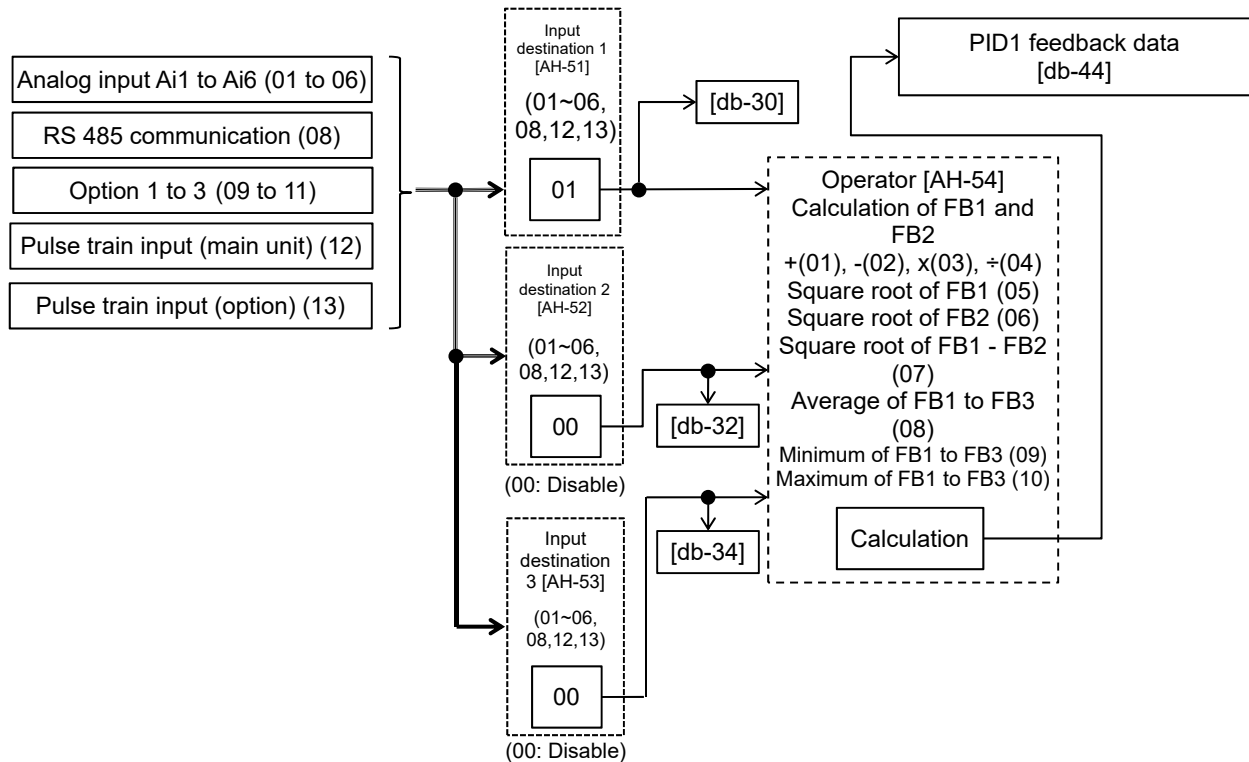 Analog input Ai1 to Ai6 (01 to 06)
RS 485 communication (08)
Option 1 to 3 (09 to 11)
Pulse train input (main unit) (12)
Pulse train input (option) (13)
Input
destination 1
[AH-51]
(01~06,
08,12,13)
01
[db-30]
Input
destination 2
[AH-52]
(01~06,
08,12,13)
00
(00: Disable)
[db-32]
Input
destination
3 [AH-53]
(01~06,
08,12,13)
00
(00: Disable)
[db-34]
Operator [AH-54]
Calculation of FB1 and
FB2
+(01), -(02), x(03), ÷(04)
Square root of FB1 (05)
Square root of FB2 (06)
Square root of FB1 - FB2
(07)
Average of FB1 to FB3
(08)
Minimum of FB1 to FB3 (09)
Maximum of FB1 to FB3 (10)
Calculation
PID1 feedback data
[db-44]